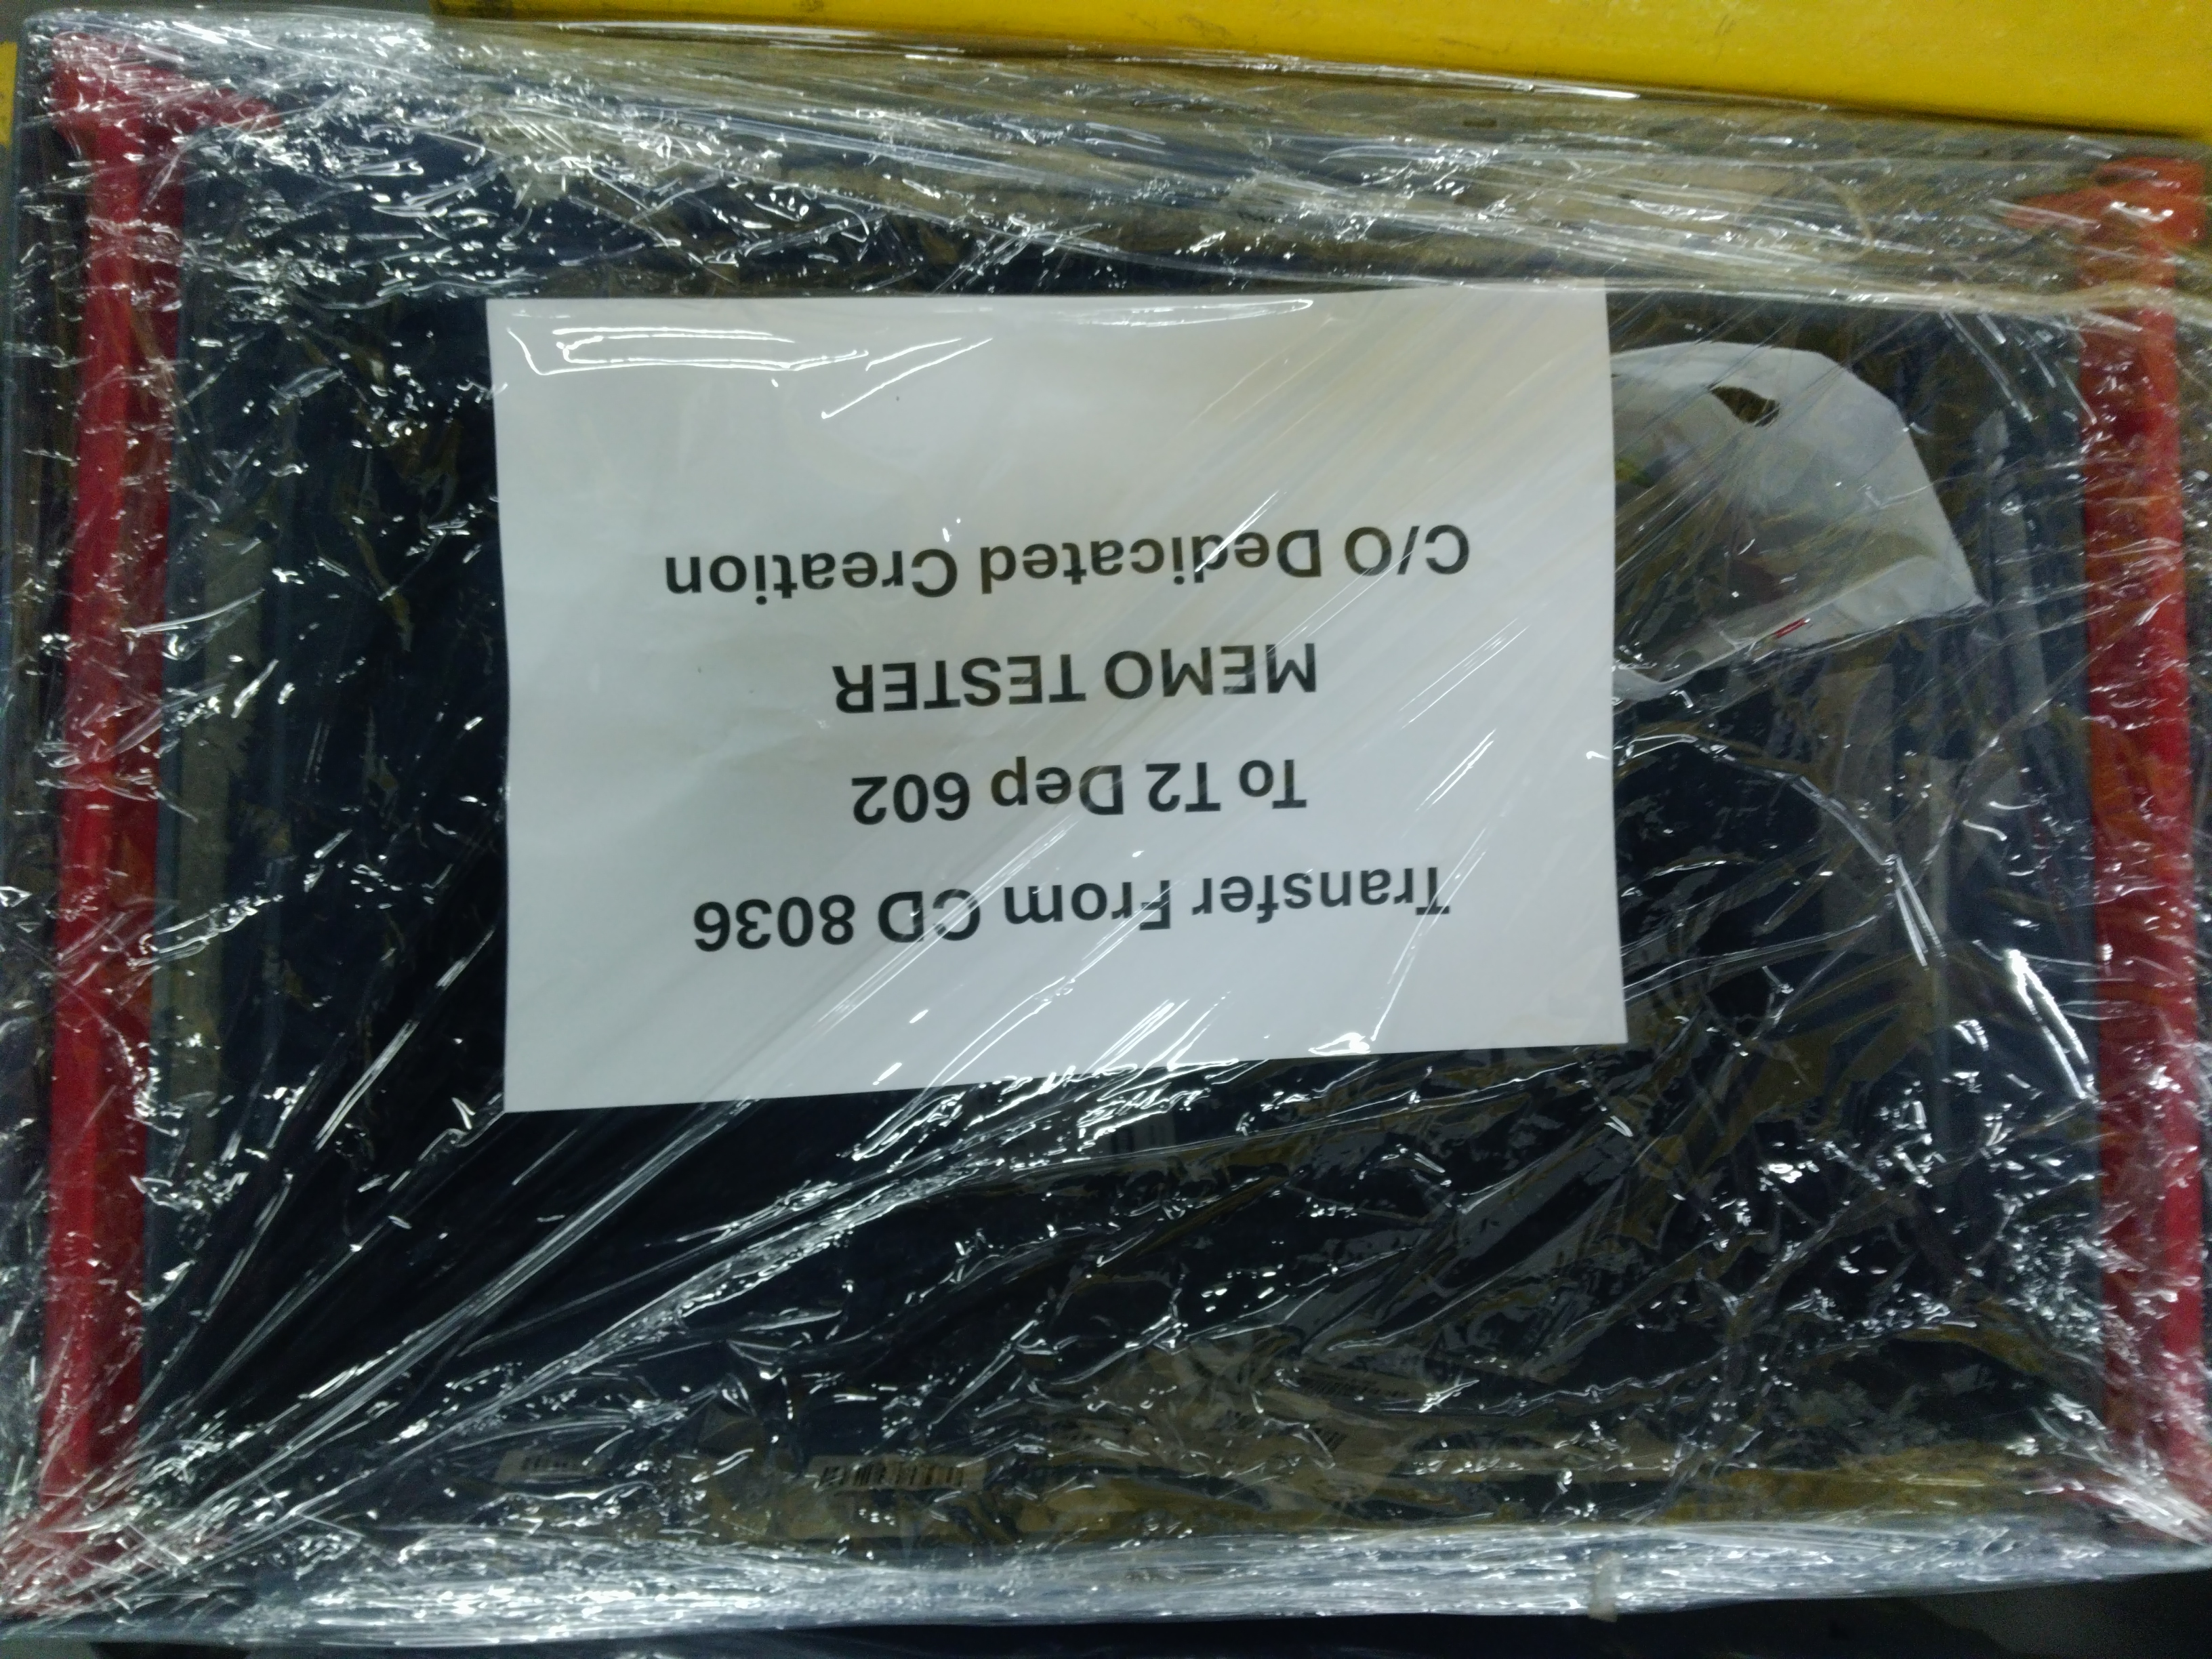 Transfer From CD 8036
To T2 Dep 602
MEMO TESTER
C/O Dedicated Creation